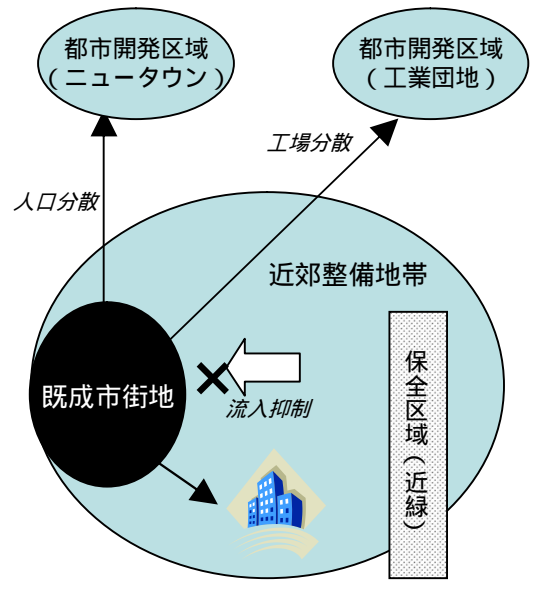 都市開発区域
（ニュータウン）
都市開発区域
（工業団地）
工場分散
人口分散
近郊整備地帯
既成市街地
流入抑制
保全区域（近緑）